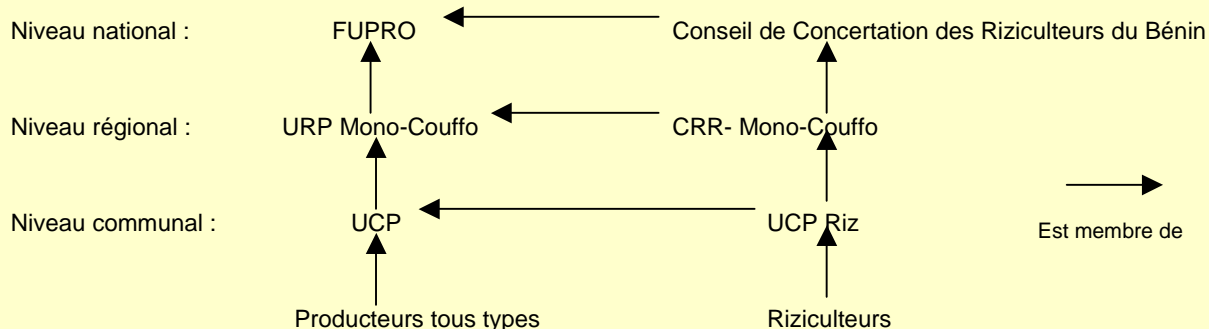 Niveau national : FUPRO Conseil de Concertation des Riziculteurs du Bénin
Niveau régional : URP Mono-Couffo CRR- Mono-Couffo
Niveau communal : UCP UCP Riz
Est membre de
Producteurs tous types Riziculteurs